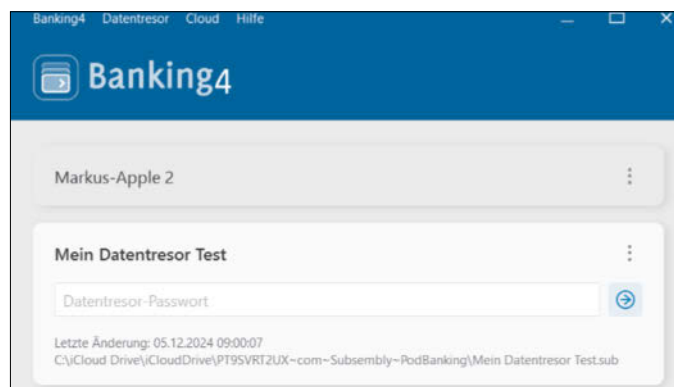 Banking4 Datentresor Cloud Hilfe
Banking4
Markus-Apple 2
Mein Datentresor Test
Datentresor-Passwort
Letzte Änderung: 05.12.2024 09:00:07
C:\iCloud Drive\iCloudDrive\PT9SVRT2UX~com~Subsembly~PodBanking\Mein Datentresor Test.sub